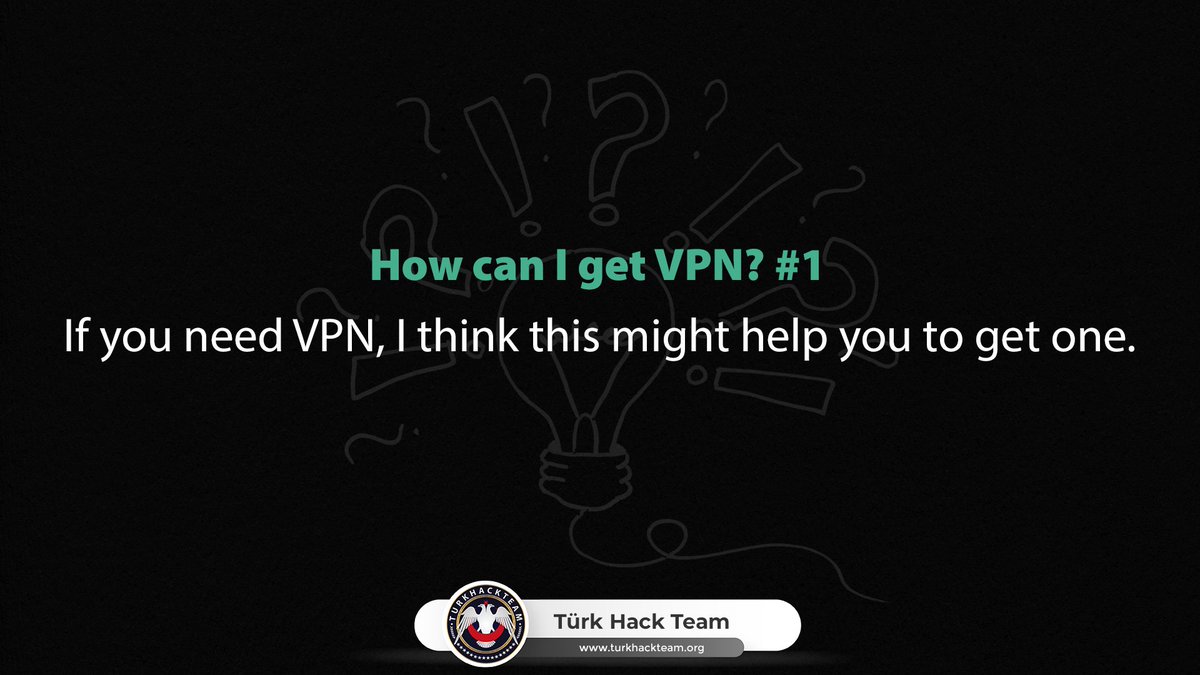 How can I get VPN? #1
If you need VPN, I think this might help you to get one.
TURKHACKTEAM
Türk Hack Team
www.turkhackteam.org